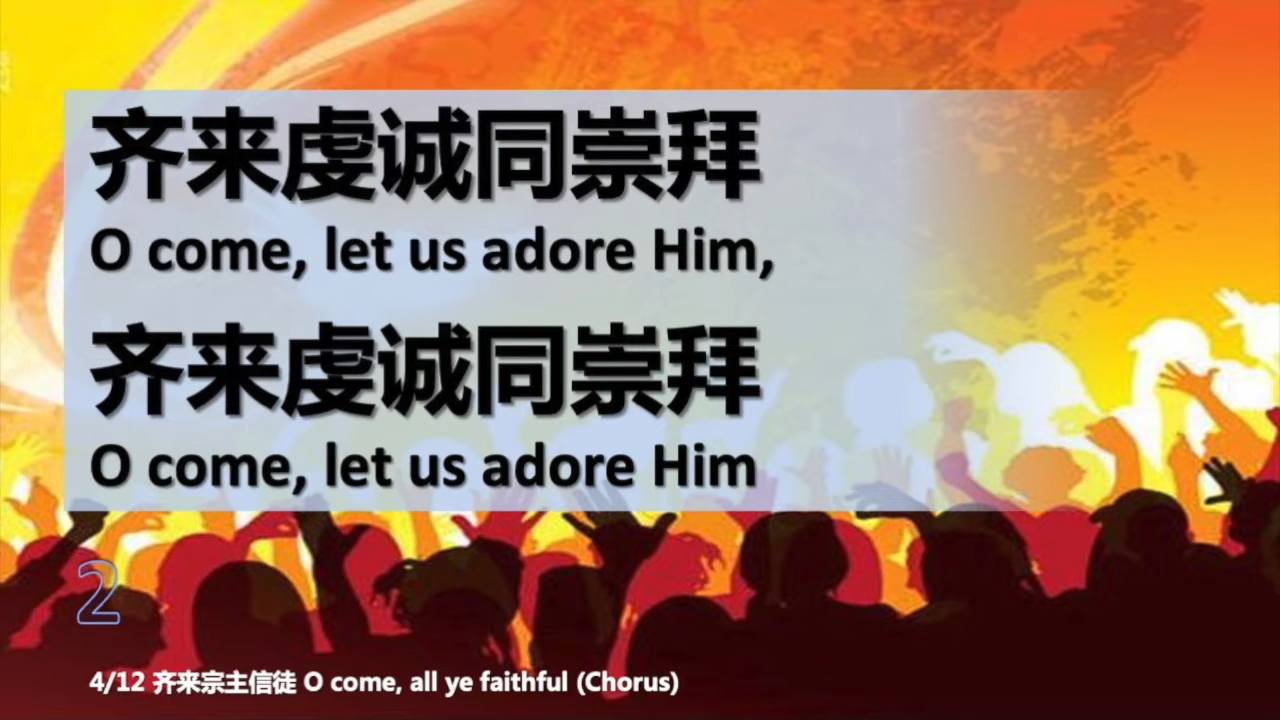 齐来虔诚同崇拜
O come, let us adore Him,
齐来虔诚同崇拜
O come, let us adore Him
2
4/12 齐来宗主信徒 O come, all ye faithful (Chorus)